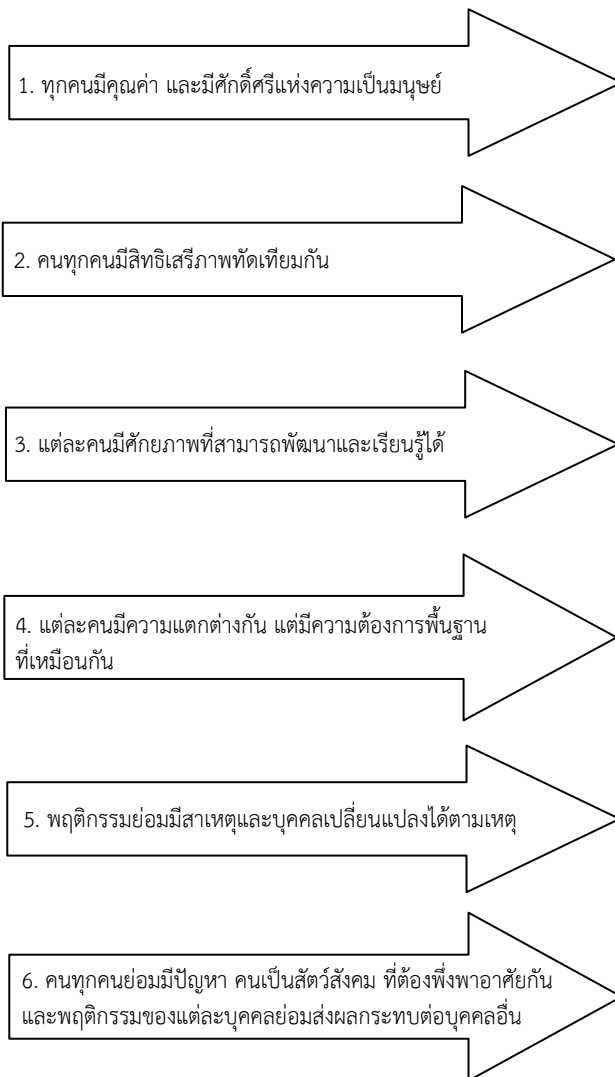 1. ทุกคนมีคุณค่า และมีศักดิ์ศรีแห่งความเป็นมนุษย์
2. คนทุกคนมีสิทธิเสรีภาพทัดเทียมกัน
3. แต่ละคนมีศักยภาพที่สามารถพัฒนาและเรียนรู้ได้
4. แต่ละคนมีความแตกต่างกัน แต่มีความต้องการพื้นฐาน
ที่เหมือนกัน
5. พฤติกรรมย่อมมีสาเหตุและบุคคลเปลี่ยนแปลงได้ตามเหตุ
6. คนทุกคนย่อมมีปัญหา คนเป็นสัตว์สังคม ที่ต้องพึ่งพาอาศัยกัน
และพฤติกรรมของแต่ละบุคคลย่อมส่งผลกระทบต่อบุคคลอื่น